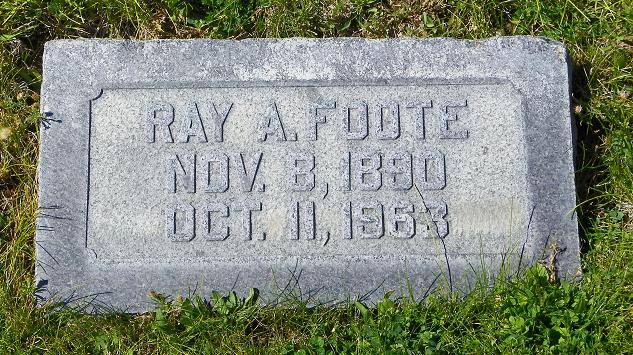 RAY A. FOOTE
NOV. 8, 1890
OCT. 11, 1963